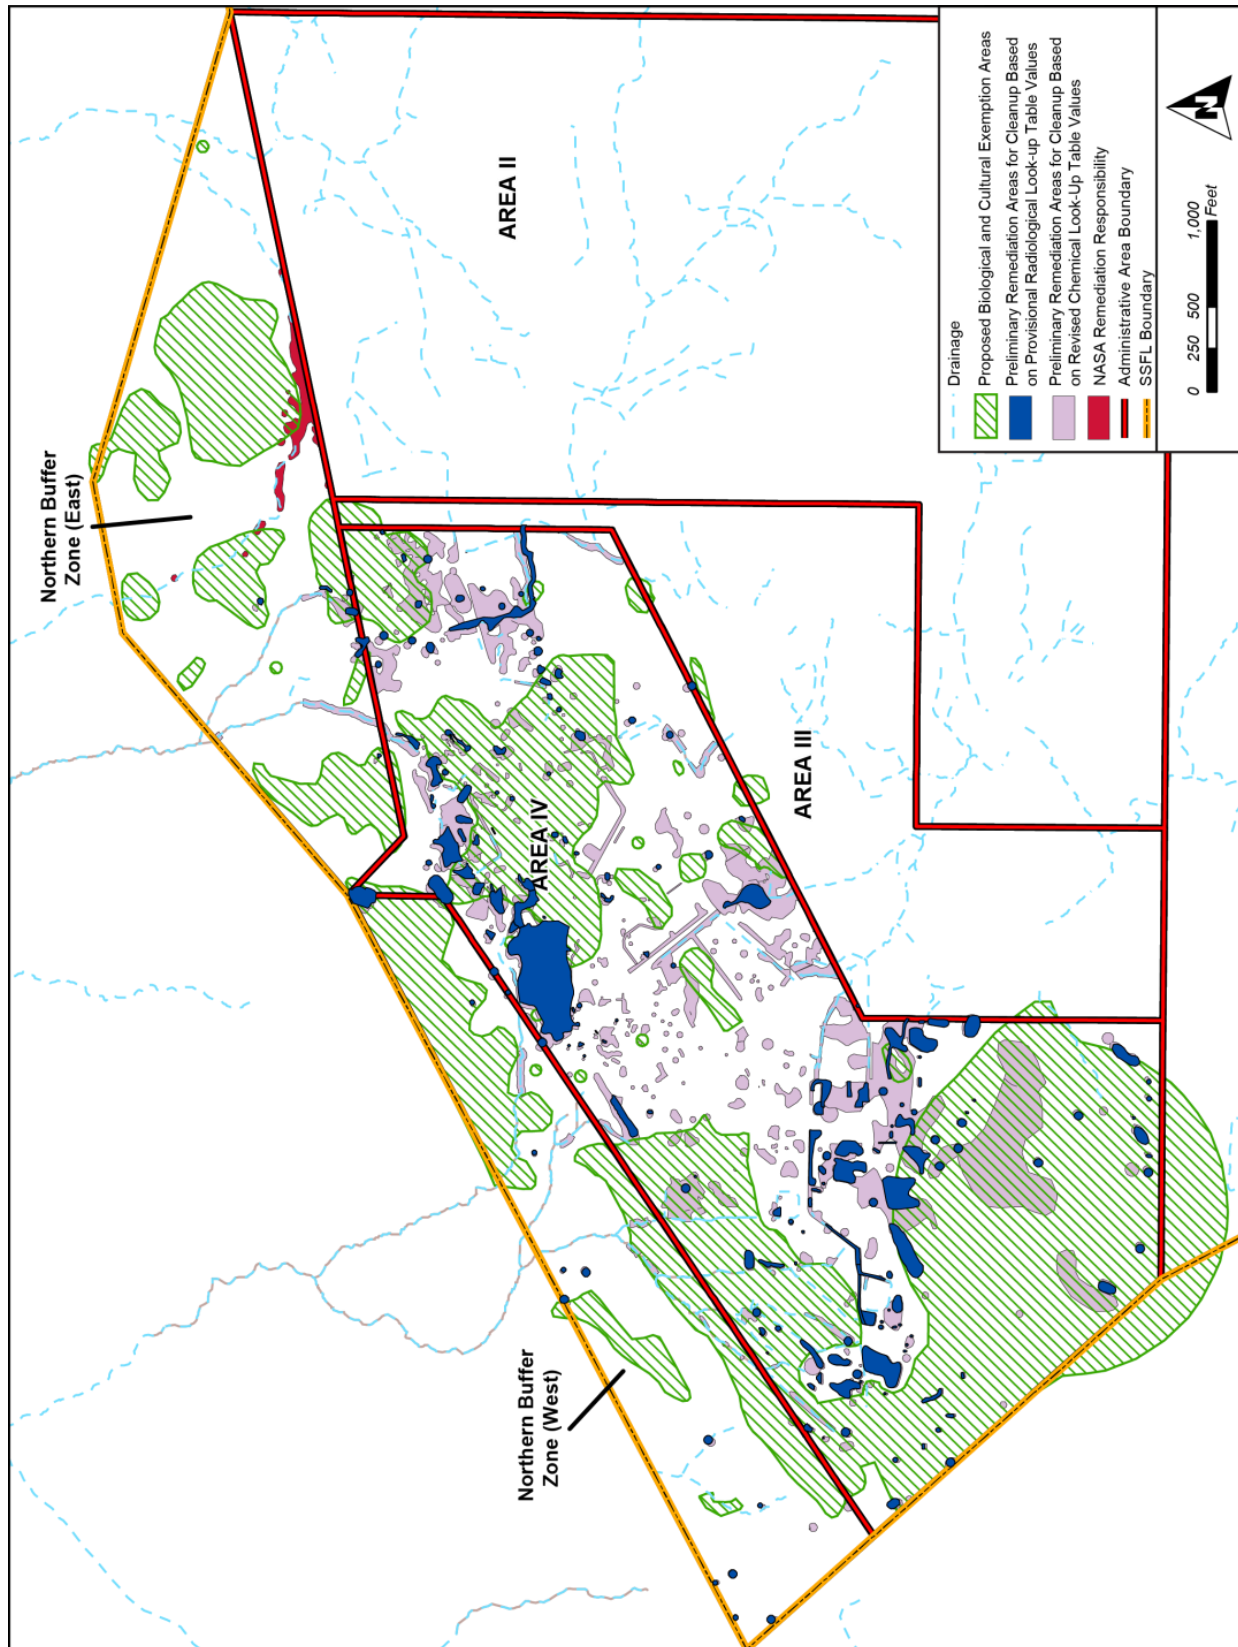 Northern Buffer
Zone (East)
AREA II
AREA IV
AREA III
Northern Buffer
Zone (West)
Drainage
Proposed Biological and Cultural Exemption Areas
Preliminary Remediation Areas for Cleanup Based
on Provisional Radiological Look-up Table Values
Preliminary Remediation Areas for Cleanup Based
on Revised Chemical Look-Up Table Values
NASA Remediation Responsibility
Administrative Area Boundary
SSFL Boundary
N
0 250 500 1,000
Feet